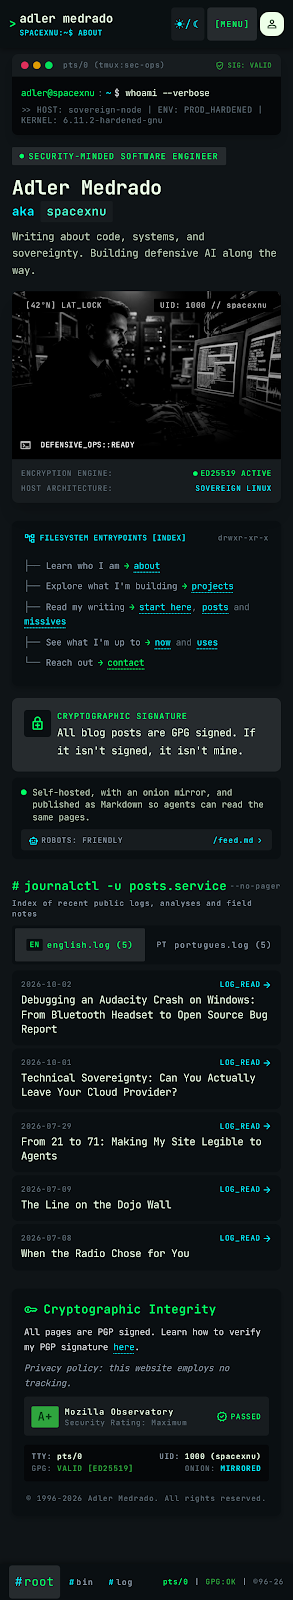 > adler medrado
SPACEXNU:~$ ABOUT
/
[MENU]
pts/0 (tmux:sec-ops)
SIG: VALID
adler@spacexnu : ~ $ whoami --verbose
>> HOST: sovereign-node | ENV: PROD_HARDENED |
KERNEL: 6.11.2-hardened-gnu
SECURITY-MINDED SOFTWARE ENGINEER
Adler Medrado
aka spacexnu
Writing about code, systems, and
sovereignty. Building defensive AI along the
way.
[42°N] LAT_LOCK
UID: 1000 // spacexnu
DEFENSIVE_OPS::READY
ENCRYPTION ENGINE:
ED25519 ACTIVE
HOST ARCHITECTURE:
SOVEREIGN LINUX
FILESYSTEM ENTRYPOINTS [INDEX]
drwxr-xr-x
├── Learn who I am → about
├── Explore what I'm building → projects
├── Read my writing → start here, posts and
missives
├── See what I'm up to → now and uses
└── Reach out → contact
CRYPTOGRAPHIC SIGNATURE
All blog posts are GPG signed. If
it isn't signed, it isn't mine.
Self-hosted, with an onion mirror, and
published as Markdown so agents can read the
same pages.
ROBOTS: FRIENDLY
/feed.md ›
# journalctl -u posts.service --no-pager
Index of recent public logs, analyses and field
notes
EN english.log (5)
PT portugues.log (5)
2026-10-02
LOG_READ →
Debugging an Audacity Crash on Windows:
From Bluetooth Headset to Open Source Bug
Report
2026-10-01
LOG_READ →
Technical Sovereignty: Can You Actually
Leave Your Cloud Provider?
2026-07-29
LOG_READ →
From 21 to 71: Making My Site Legible to
Agents
2026-07-09
LOG_READ →
The Line on the Dojo Wall
2026-07-08
LOG_READ →
When the Radio Chose for You
Cryptographic Integrity
All pages are PGP signed. Learn how to verify
my PGP signature here.
Privacy policy: this website employs no
tracking.
A+
Mozilla Observatory
Security Rating: Maximum
PASSED
TTY: pts/0
UID: 1000 (spacexnu)
GPG: VALID [ED25519]
ONION: MIRRORED
© 1996-2026 Adler Medrado. All rights reserved.
#root
#bin
#log
pts/0 | GPG:OK | ©96-26